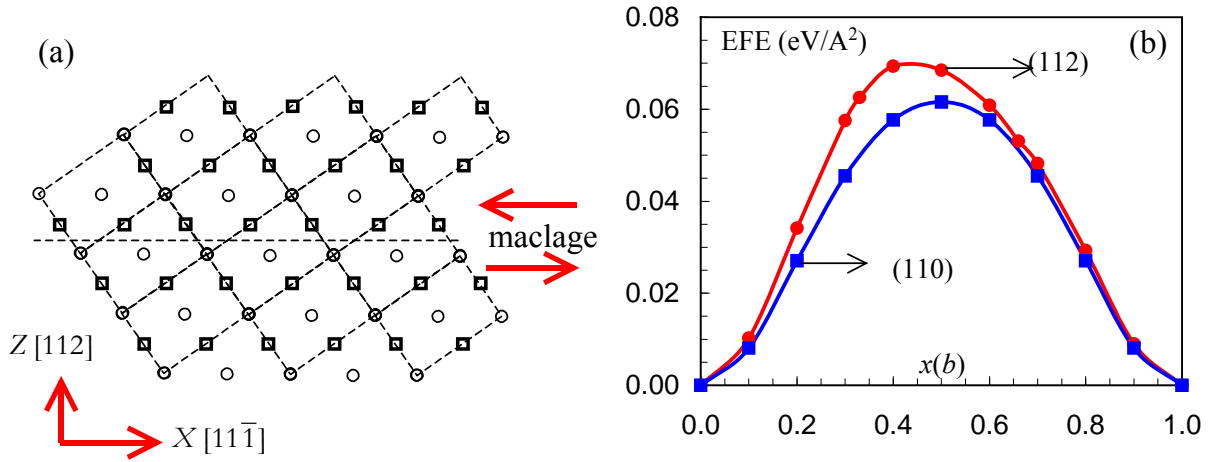 (a)
maclage
Z [112]
X [111̅]
0.08
0.06
0.04
0.02
0.00
EFE (eV/A²)
(b)
(112)
(110)
x(b)
0.0 0.2 0.4 0.6 0.8 1.0